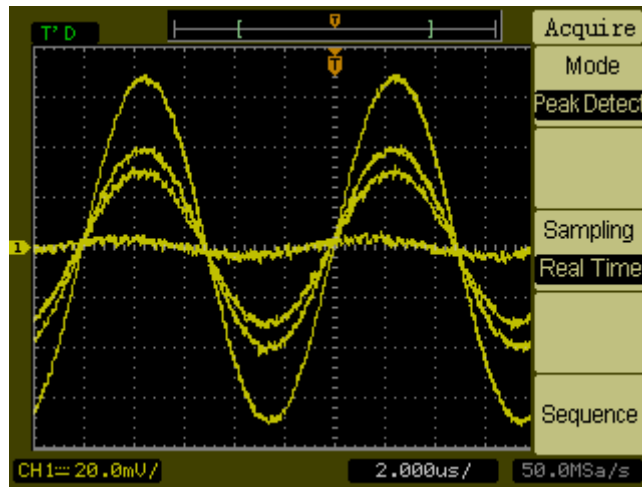 T'D
T
Acquire
T
Mode
Peak Detect
1
Sampling
Real Time
Sequence
CH1 20.0mV/
2.000us/
50.0MSa/s